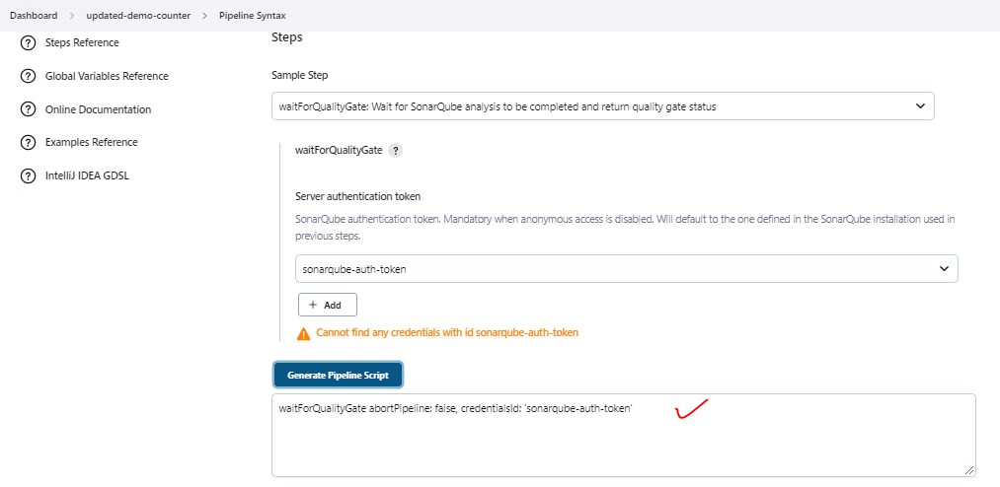 Dashboard > updated-demo-counter > Pipeline Syntax
Steps Reference
Global Variables Reference
Online Documentation
Examples Reference
IntelliJ IDEA GDSL
Steps
Sample Step
waitForQualityGate: Wait for SonarQube analysis to be completed and return quality gate status
waitForQualityGate ?
Server authentication token
SonarQube authentication token. Mandatory when anonymous access is disabled. Will default to the one defined in the SonarQube installation used in
previous steps.
sonarqube-auth-token
+ Add
Cannot find any credentials with id sonarqube-auth-token
Generate Pipeline Script
waitForQualityGate abortPipeline: false, credentialsId: 'sonarqube-auth-token'